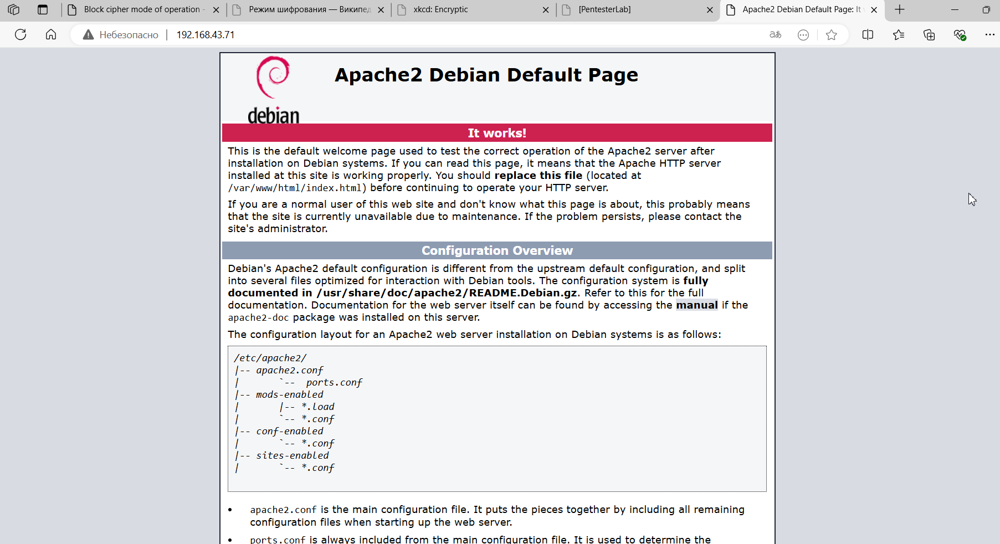 Block cipher mode of operation -
Режим шифрования — Википед
xkcd: Encryptic
[PentesterLab]
Apache2 Debian Default Page: It
Небезопасно
192.168.43.71
debian
Apache2 Debian Default Page
It works!
This is the default welcome page used to test the correct operation of the Apache2 server after
installation on Debian systems. If you can read this page, it means that the Apache HTTP server
installed at this site is working properly. You should replace this file (located at
/var/www/html/index.html) before continuing to operate your HTTP server.
If you are a normal user of this web site and don't know what this page is about, this probably means
that the site is currently unavailable due to maintenance. If the problem persists, please contact the
site's administrator.
Configuration Overview
Debian's Apache2 default configuration is different from the upstream default configuration, and split
into several files optimized for interaction with Debian tools. The configuration system is fully
documented in /usr/share/doc/apache2/README.Debian.gz. Refer to this for the full
documentation. Documentation for the web server itself can be found by accessing the manual if the
apache2-doc package was installed on this server.
The configuration layout for an Apache2 web server installation on Debian systems is as follows:
/etc/apache2/
|-- apache2.conf
|       `--  ports.conf
|-- mods-enabled
|       |-- *.load
|       `-- *.conf
|-- conf-enabled
|       `-- *.conf
|-- sites-enabled
|       `-- *.conf
• apache2.conf is the main configuration file. It puts the pieces together by including all remaining
configuration files when starting up the web server.
• ports.conf is always included from the main configuration file. It is used to determine the